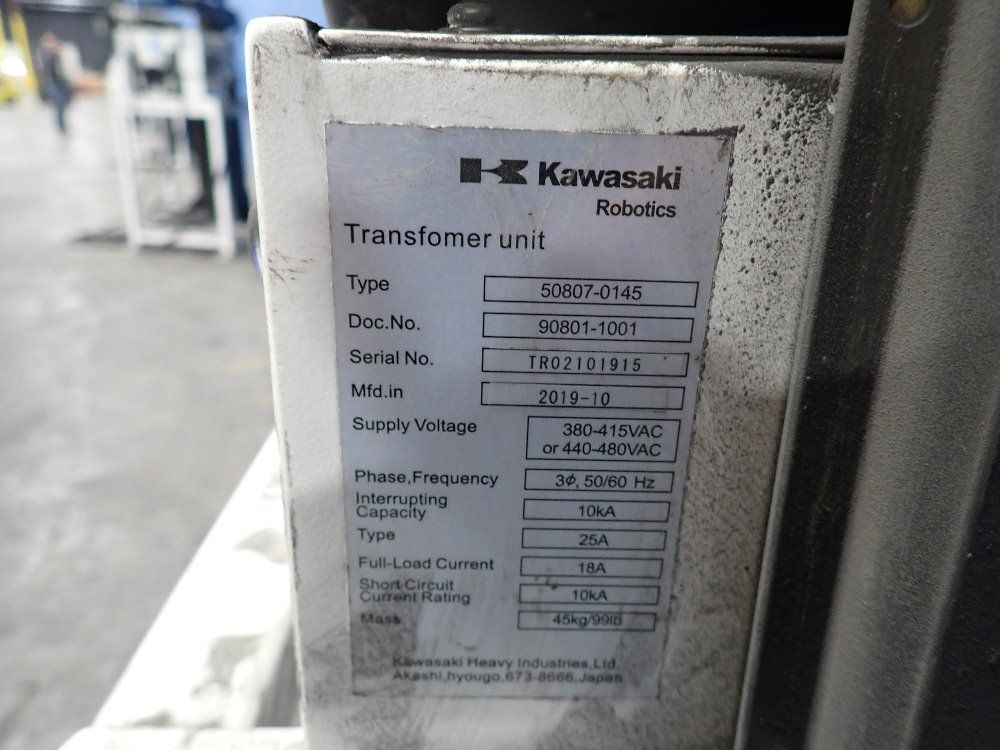 Kawasaki
Robotics
Transfomer unit
Type 50807-0145
Doc.No. 90801-1001
Serial No. TR02101915
Mfd.in 2019-10
Supply Voltage 380-415VAC
or 440-480VAC
Phase,Frequency 3ϕ, 50/60 Hz
Interrupting
Capacity 10kA
Type 25A
Full-Load Current 18A
Short Circuit
Current Rating 10kA
Mass 45kg/99lb
Kawasaki Heavy Industries,Ltd.
Akashi,hyougo,673-8666,Japan